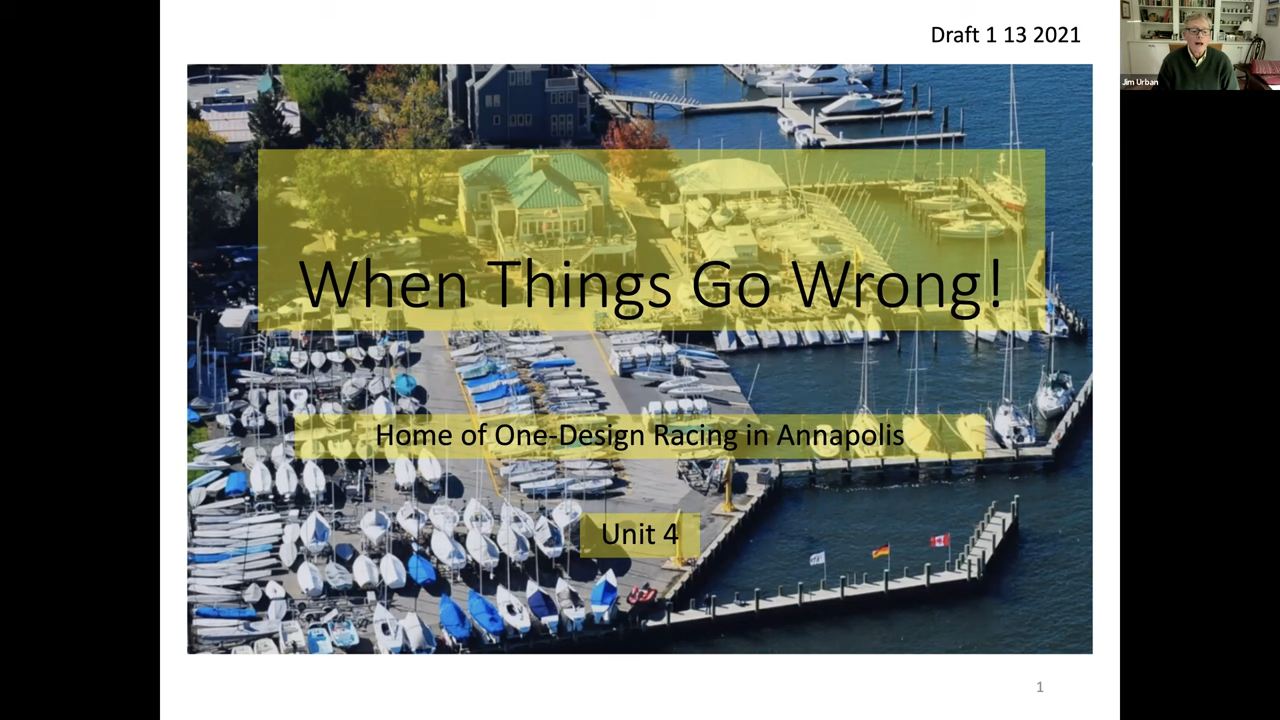 Draft 1 13 2021
Jim Urban
When Things Go Wrong!
Home of One-Design Racing in Annapolis
Unit 4
1